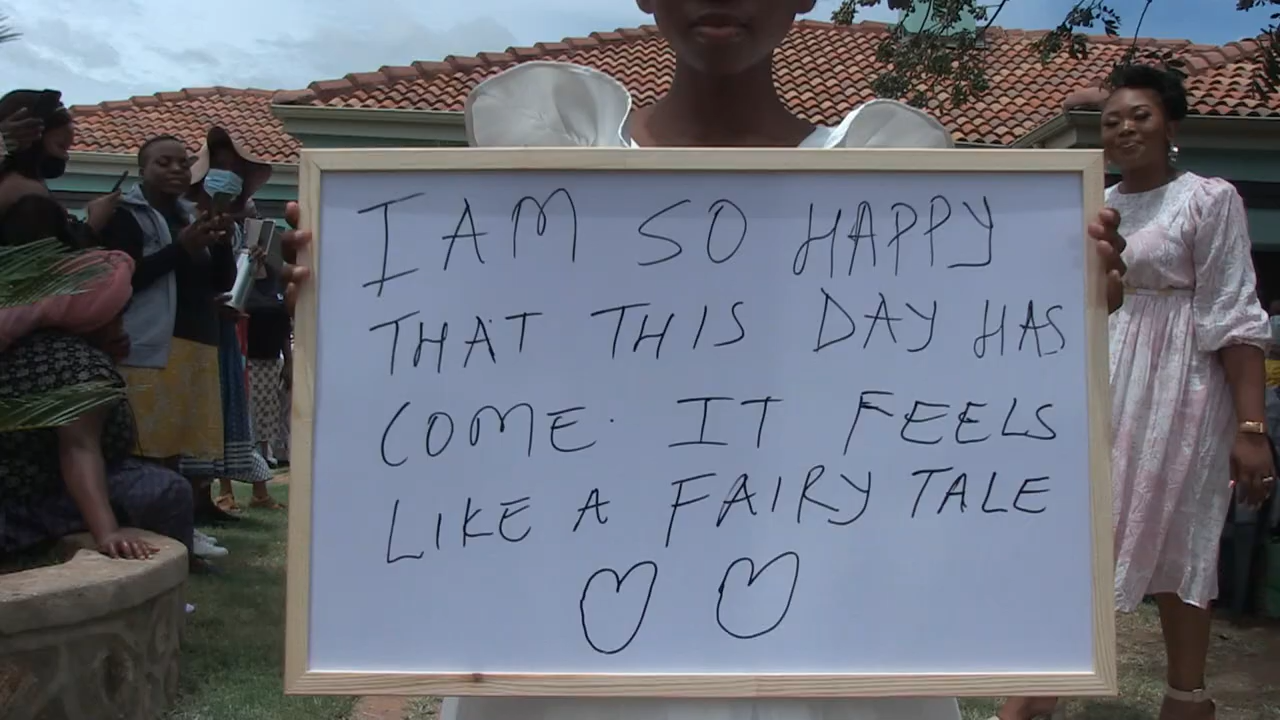 I AM SO HAPPY
THAT THIS DAY HAS
COME. IT FEELS
LIKE A FAIRY TALE